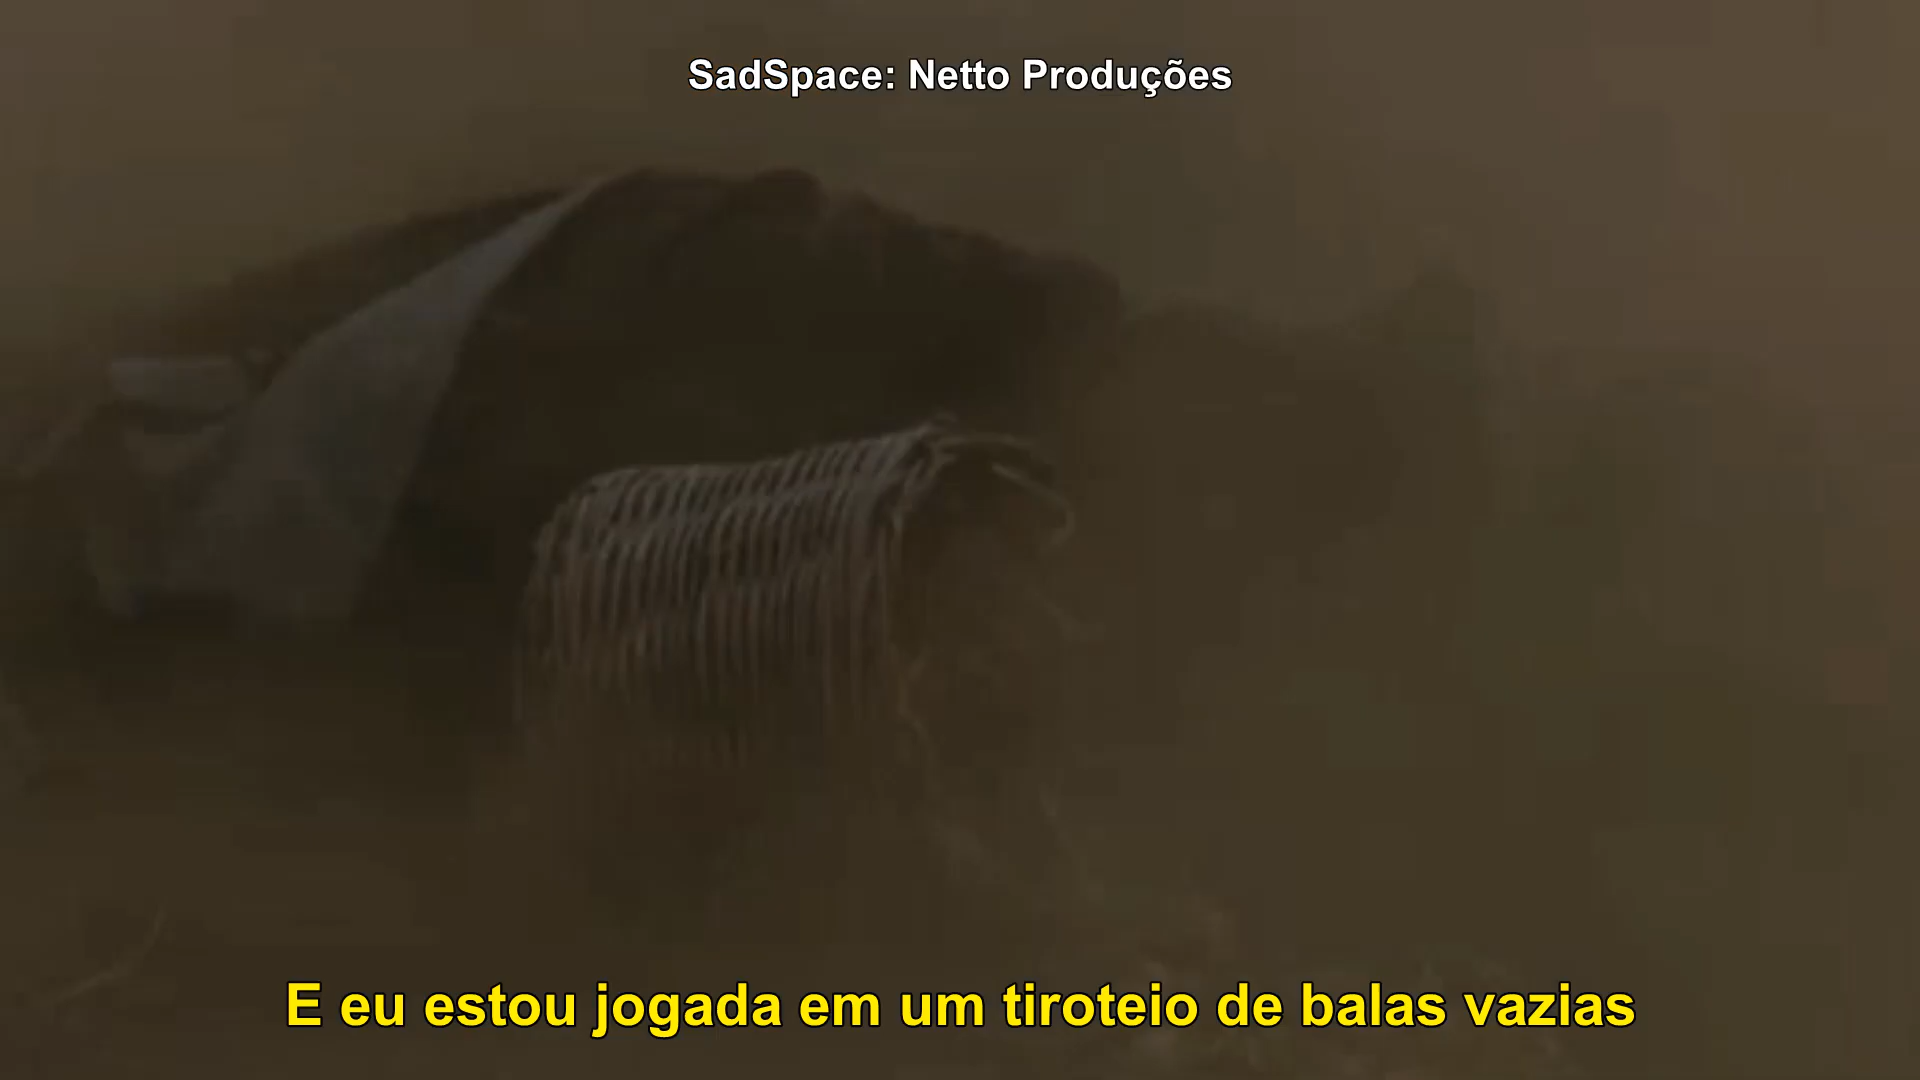 SadSpace: Netto Produções
E eu estou jogada em um tiroteio de balas vazias